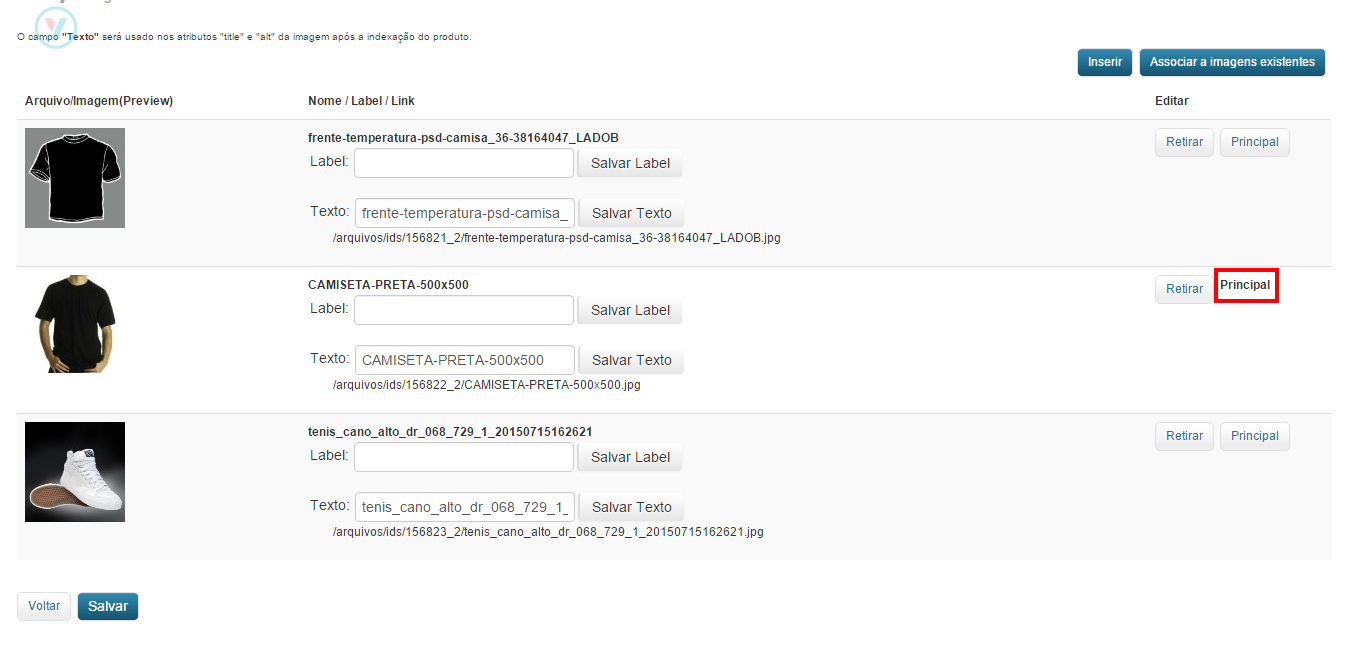 O campo "Texto" será usado nos atributos "title" e "alt" da imagem após a indexação do produto.
Inserir Associar a imagens existentes
Arquivo/Imagem(Preview) Nome / Label / Link Editar
frente-temperatura-psd-camisa_36-38164047_LADOB Retirar Principal
Label: Salvar Label
Texto: frente-temperatura-psd-camisa_ Salvar Texto
/arquivos/ids/156821_2/frente-temperatura-psd-camisa_36-38164047_LADOB.jpg
CAMISETA-PRETA-500x500 Retirar Principal
Label: Salvar Label
Texto: CAMISETA-PRETA-500x500 Salvar Texto
/arquivos/ids/156822_2/CAMISETA-PRETA-500x500.jpg
tenis_cano_alto_dr_068_729_1_20150715162621 Retirar Principal
Label: Salvar Label
Texto: tenis_cano_alto_dr_068_729_1_ Salvar Texto
/arquivos/ids/156823_2/tenis_cano_alto_dr_068_729_1_20150715162621.jpg
Voltar Salvar